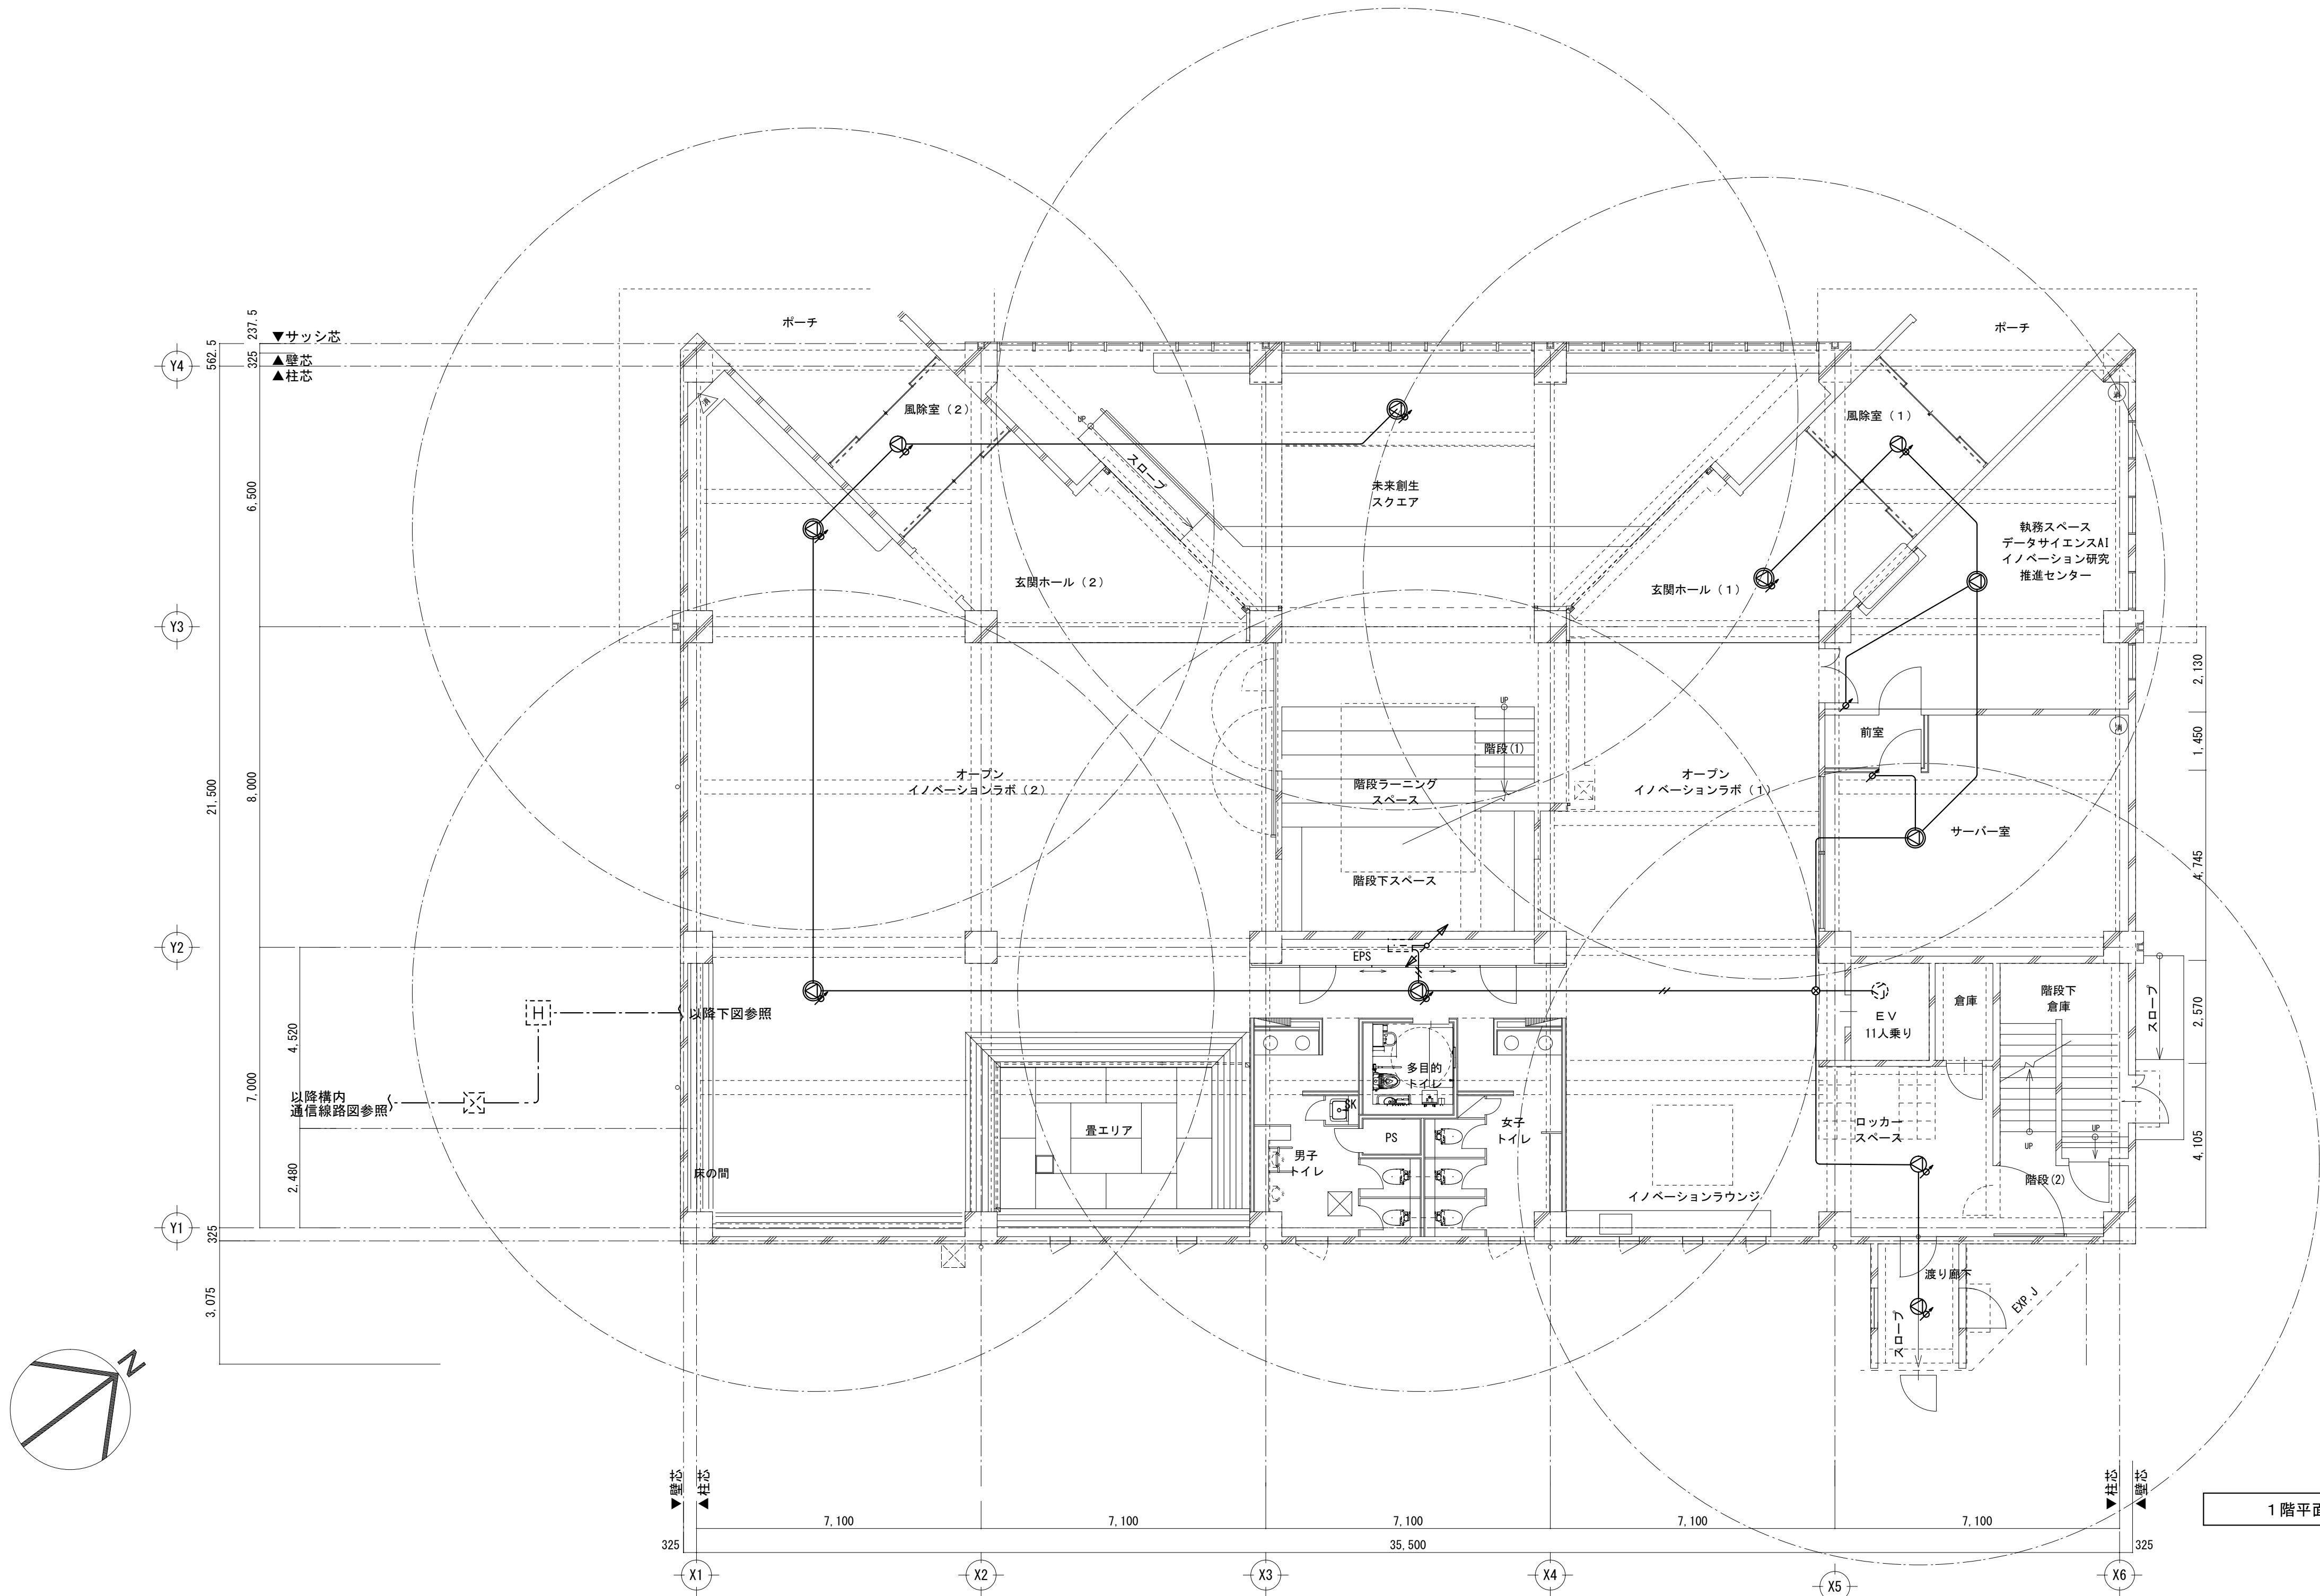 ポーチ
ポーチ
▼サッシ芯
▲壁芯
▲柱芯
237.5
325
562.5
Y4
6,500
21,500
8,000
Y3
Y2
4,520
7,000
2,480
Y1
325
3,075
風除室(2)
風除室(1)
UP
スロープ
未来創生
スクエア
消
消
執務スペース
データサイエンスAI
イノベーション研究
推進センター
玄関ホール(2)
玄関ホール(1)
2,130
1,450
4,745
2,570
4,105
UP
階段(1)
前室
消
オープン
イノベーションラボ(2)
階段ラーニング
スペース
オープン
イノベーションラボ(1)
サーバー室
階段下スペース
EPS
H
以降下図参照
以降構内
通信線路図参照
EV
11人乗り
倉庫
階段下
倉庫
スロープ
多目的
トイレ
SK
PS
女子
トイレ
男子
トイレ
畳エリア
床の間
ロッカー
スペース
UP
UP
階段(2)
イノベーションラウンジ
渡り廊下
スロープ
EXP.J
N
▼壁芯
▲柱芯
▼柱芯
▲壁芯
1階平面
7,100
7,100
7,100
7,100
7,100
325
35,500
325
X1
X2
X3
X4
X5
X6